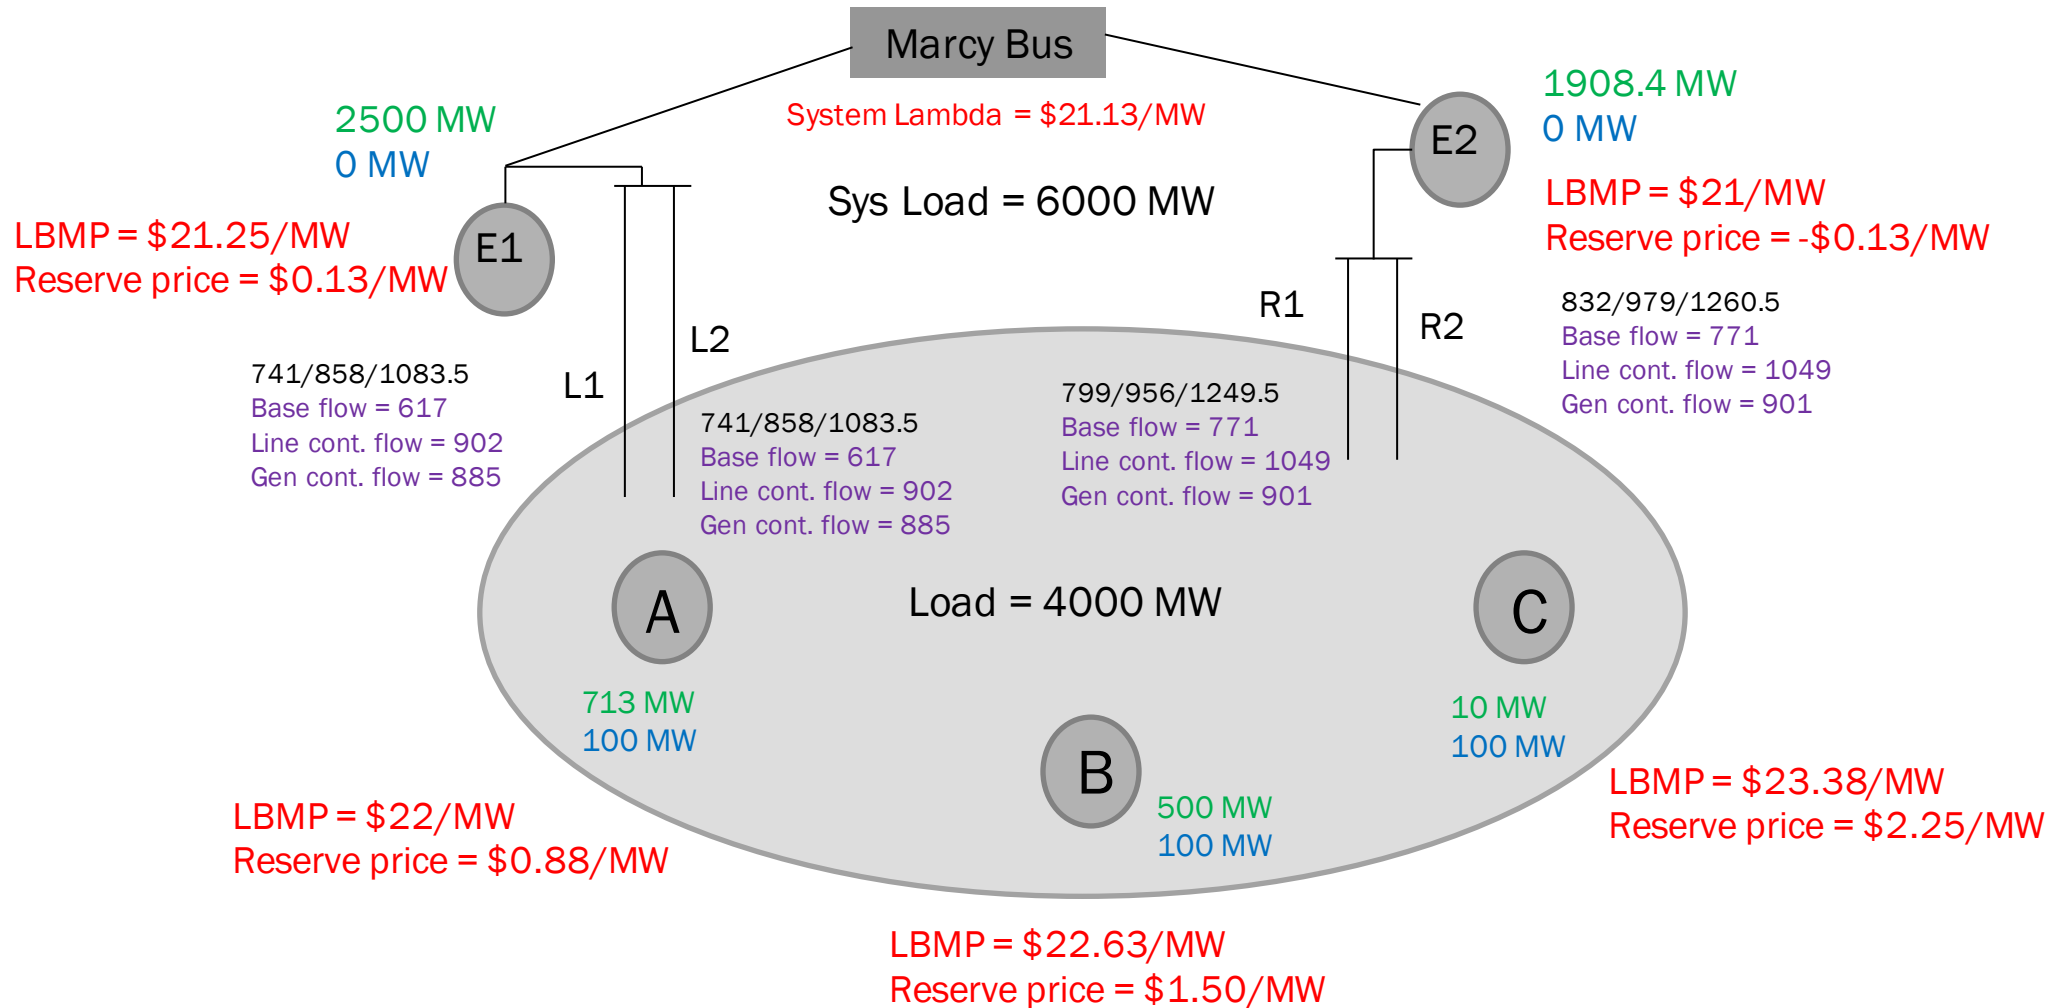 Marcy Bus
System Lambda = $21.13/MW
2500 MW
0 MW
1908.4 MW
0 MW
E1
E2
Sys Load = 6000 MW
LBMP = $21.25/MW
Reserve price = $0.13/MW
LBMP = $21/MW
Reserve price = -$0.13/MW
L1
L2
R1
R2
741/858/1083.5
Base flow = 617
Line cont. flow = 902
Gen cont. flow = 885
741/858/1083.5
Base flow = 617
Line cont. flow = 902
Gen cont. flow = 885
799/956/1249.5
Base flow = 771
Line cont. flow = 1049
Gen cont. flow = 901
832/979/1260.5
Base flow = 771
Line cont. flow = 1049
Gen cont. flow = 901
A
Load = 4000 MW
C
713 MW
100 MW
B
500 MW
100 MW
10 MW
100 MW
LBMP = $22/MW
Reserve price = $0.88/MW
LBMP = $23.38/MW
Reserve price = $2.25/MW
LBMP = $22.63/MW
Reserve price = $1.50/MW